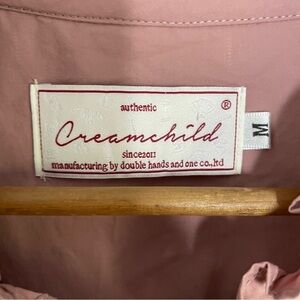 authentic
®
Creamchild
since2011
manufacturing by double hands and one co.,ltd
M